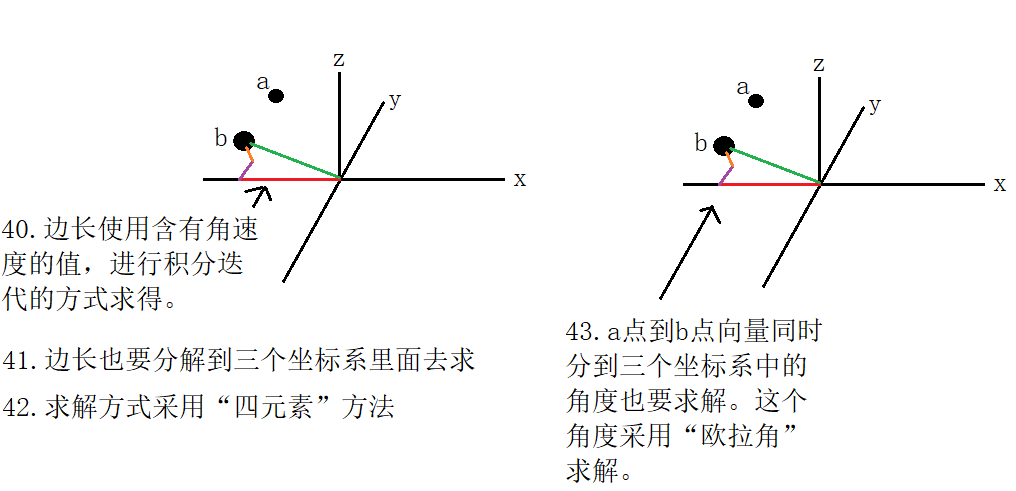 z
a
y
b
x
40.边长使用含有角速
度的值，进行积分迭
代的方式求得。
41.边长也要分解到三个坐标系里面去求
42.求解方式采用“四元素”方法
z
a
y
b
x
43.a点到b点向量同时
分到三个坐标系中的
角度也要求解。这个
角度采用“欧拉角”
求解。